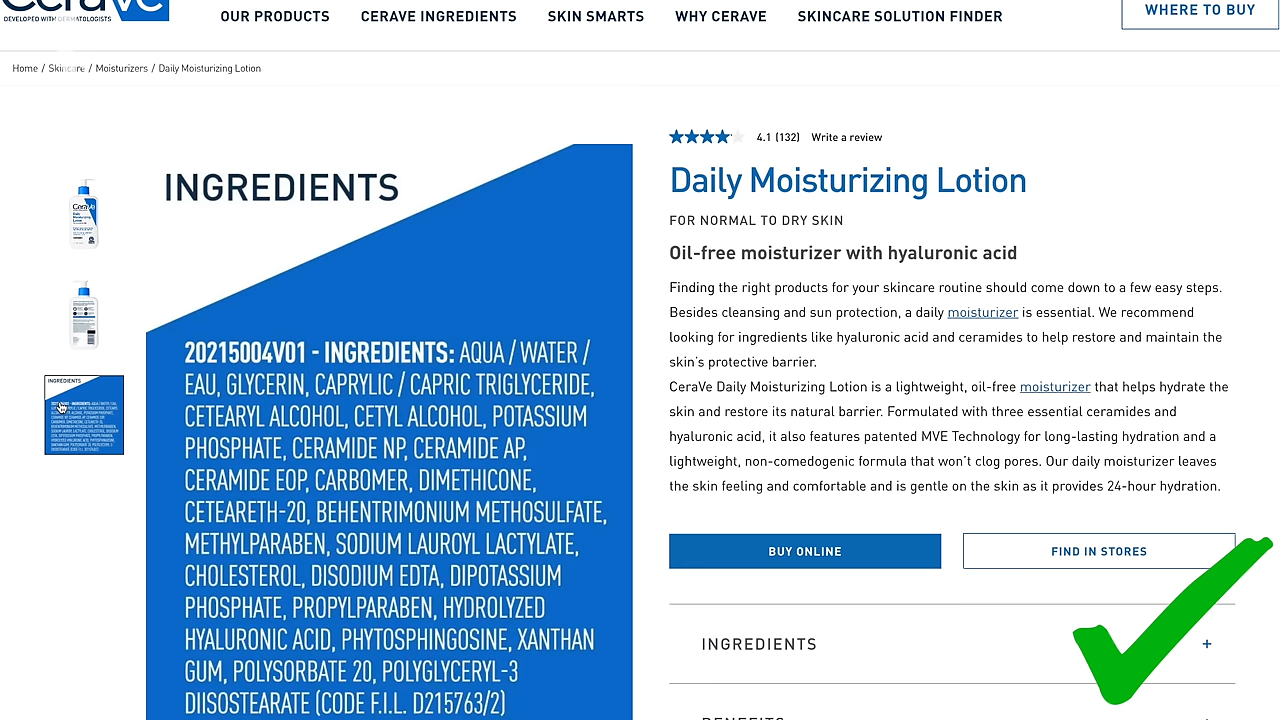 CeraVe
DEVELOPED WITH DERMATOLOGISTS
OUR PRODUCTS
CERAVE INGREDIENTS
SKIN SMARTS
WHY CERAVE
SKINCARE SOLUTION FINDER
WHERE TO BUY
Home / Skincare / Moisturizers / Daily Moisturizing Lotion
INGREDIENTS
20215004V01 - INGREDIENTS: AQUA / WATER /
EAU, GLYCERIN, CAPRYLIC / CAPRIC TRIGLYCERIDE,
CETEARYL ALCOHOL, CETYL ALCOHOL, POTASSIUM
PHOSPHATE, CERAMIDE NP, CERAMIDE AP,
CERAMIDE EOP, CARBOMER, DIMETHICONE,
CETEARETH-20, BEHENTRIMONIUM METHOSULFATE,
METHYLPARABEN, SODIUM LAUROYL LACTYLATE,
CHOLESTEROL, DISODIUM EDTA, DIPOTASSIUM
PHOSPHATE, PROPYLPARABEN, HYDROLYZED
HYALURONIC ACID, PHYTOSPHINGOSINE, XANTHAN
GUM, POLYSORBATE 20, POLYGLYCERYL-3
DIISOSTEARATE (CODE F.I.L. D215763/2)
4.1 (132) Write a review
Daily Moisturizing Lotion
FOR NORMAL TO DRY SKIN
Oil-free moisturizer with hyaluronic acid
Finding the right products for your skincare routine should come down to a few easy steps.
Besides cleansing and sun protection, a daily moisturizer is essential. We recommend
looking for ingredients like hyaluronic acid and ceramides to help restore and maintain the
skin's protective barrier.
CeraVe Daily Moisturizing Lotion is a lightweight, oil-free moisturizer that helps hydrate the
skin and restore its natural barrier. Formulated with three essential ceramides and
hyaluronic acid, it also features patented MVE Technology for long-lasting hydration and a
lightweight, non-comedogenic formula that won't clog pores. Our daily moisturizer leaves
the skin feeling and comfortable and is gentle on the skin as it provides 24-hour hydration.
BUY ONLINE
FIND IN STORES
INGREDIENTS +
BENEFITS